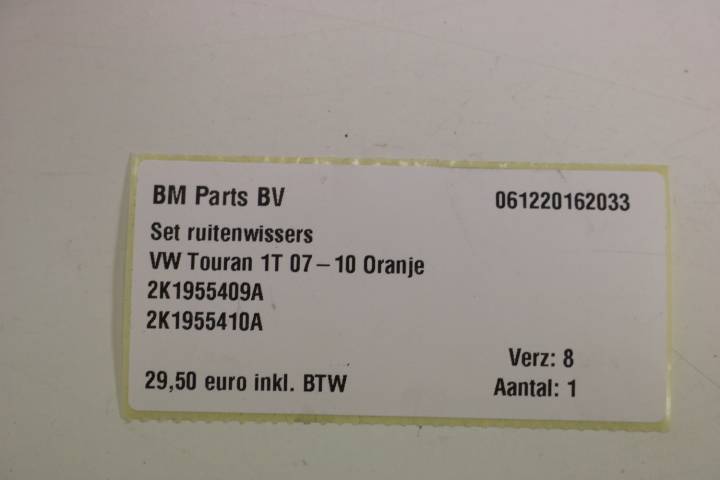 BM Parts BV 061220162033
Set ruitenwissers
VW Touran 1T 07-10 Oranje
2K1955409A
2K1955410A
Verz: 8
29,50 euro inkl. BTW Aantal: 1